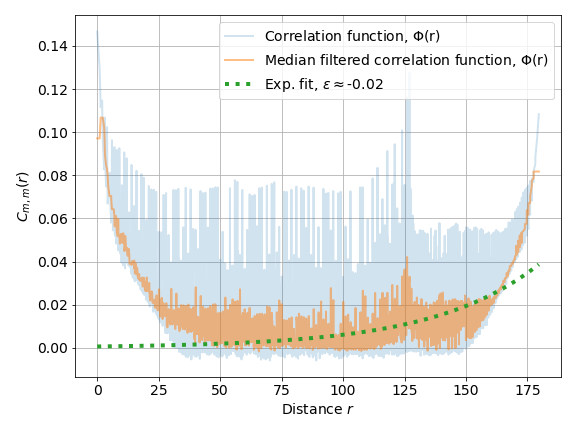 Correlation function, Φ(r)
Median filtered correlation function, Φ(r)
Exp. fit, ε ≈ -0.02
0.14
0.12
0.10
0.08
0.06
0.04
0.02
0.00
C_{m,m}(r)
0 25 50 75 100 125 150 175
Distance r